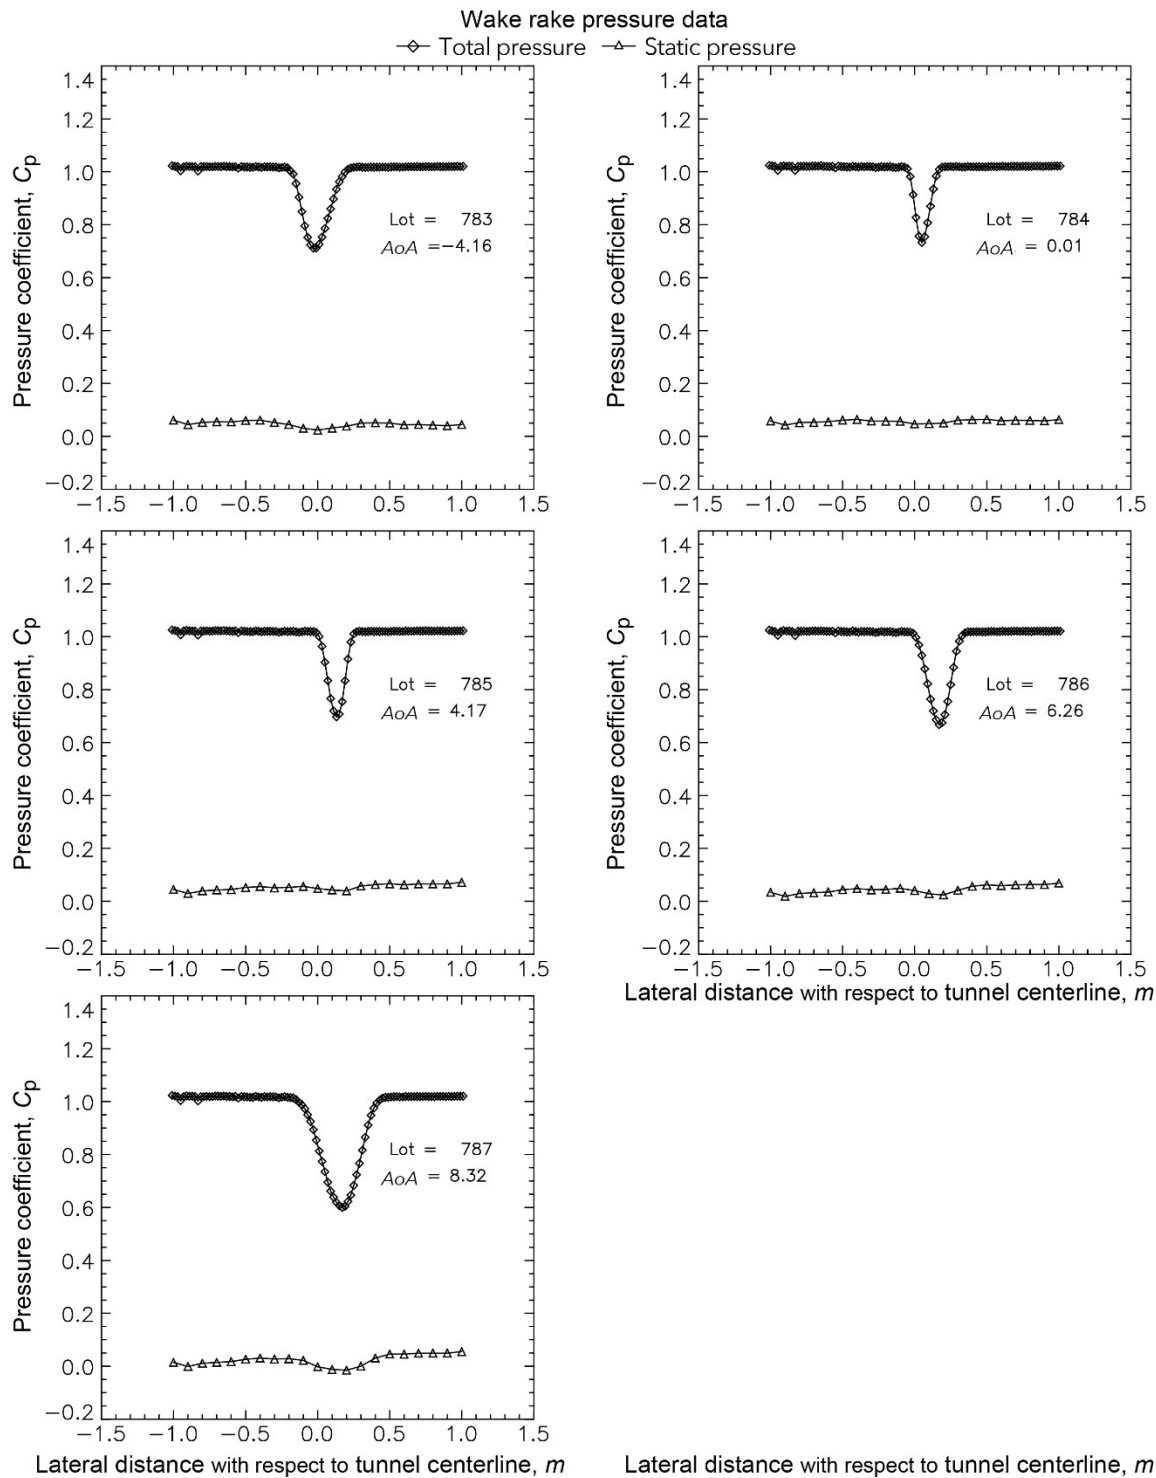 Wake rake pressure data
Total pressure Static pressure
Pressure coefficient, Cp
1.4
1.2
1.0
0.8
0.6
0.4
0.2
0.0
−0.2
−1.5 −1.0 −0.5 0.0 0.5 1.0 1.5
Lot = 783
AoA =−4.16
Pressure coefficient, Cp
1.4
1.2
1.0
0.8
0.6
0.4
0.2
0.0
−0.2
−1.5 −1.0 −0.5 0.0 0.5 1.0 1.5
Lot = 784
AoA = 0.01
Pressure coefficient, Cp
1.4
1.2
1.0
0.8
0.6
0.4
0.2
0.0
−0.2
−1.5 −1.0 −0.5 0.0 0.5 1.0 1.5
Lot = 785
AoA = 4.17
Pressure coefficient, Cp
1.4
1.2
1.0
0.8
0.6
0.4
0.2
0.0
−0.2
−1.5 −1.0 −0.5 0.0 0.5 1.0 1.5
Lot = 786
AoA = 6.26
Lateral distance with respect to tunnel centerline, m
Pressure coefficient, Cp
1.4
1.2
1.0
0.8
0.6
0.4
0.2
0.0
−0.2
−1.5 −1.0 −0.5 0.0 0.5 1.0 1.5
Lot = 787
AoA = 8.32
Lateral distance with respect to tunnel centerline, m
Lateral distance with respect to tunnel centerline, m